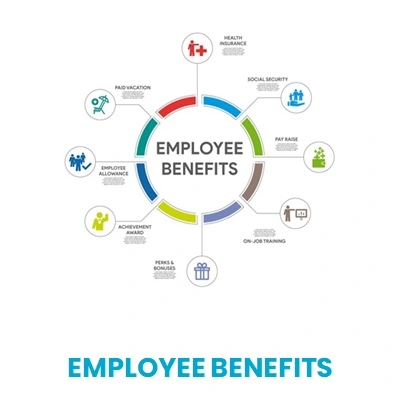 HEALTH
INSURANCE
SOCIAL SECURITY
PAID VACATION
PAY RAISE
EMPLOYEE
BENEFITS
EMPLOYEE
ALLOWANCE
ACHIEVEMENT
AWARD
ON-JOB TRAINING
PERKS &
BONUSES
EMPLOYEE BENEFITS